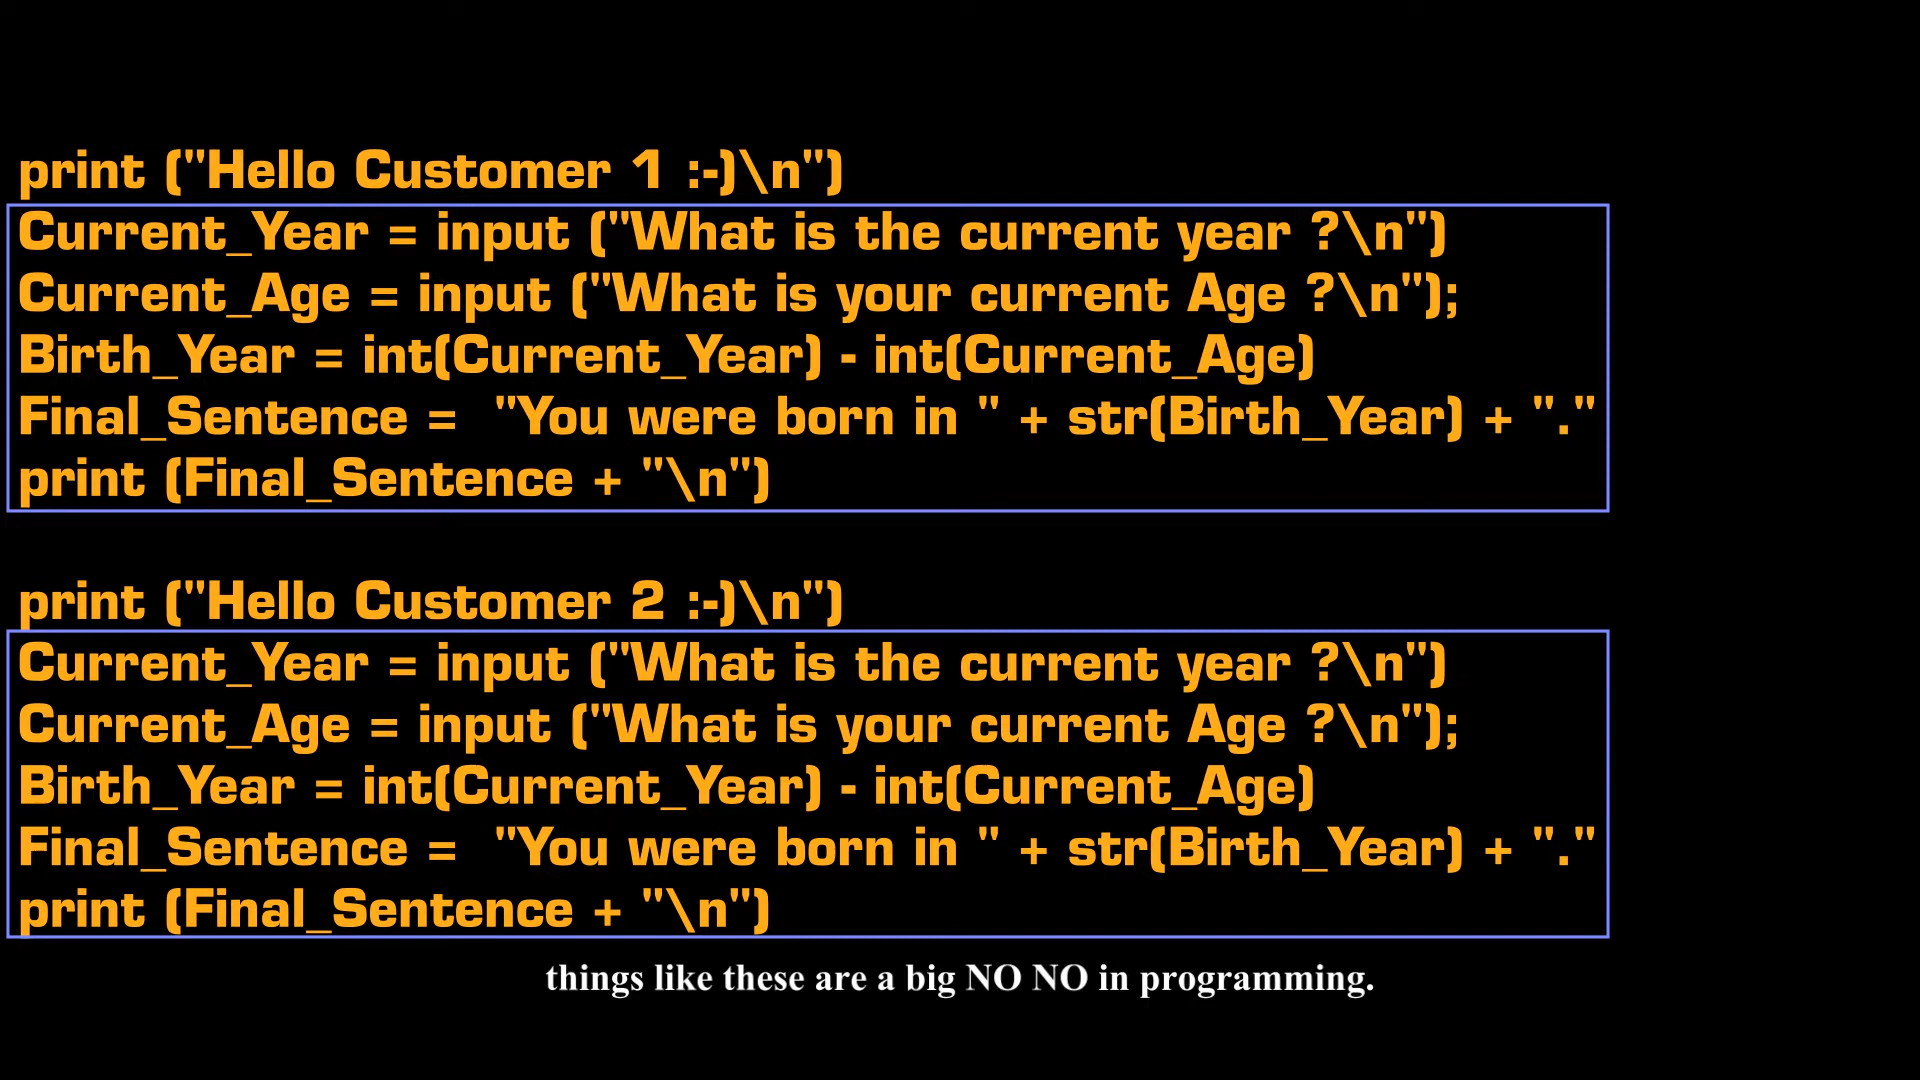 print ("Hello Customer 1 :-)\n")
Current_Year = input ("What is the current year ?\n")
Current_Age = input ("What is your current Age ?\n");
Birth_Year = int(Current_Year) - int(Current_Age)
Final_Sentence =  "You were born in " + str(Birth_Year) + "."
print (Final_Sentence + "\n")
print ("Hello Customer 2 :-)\n")
Current_Year = input ("What is the current year ?\n")
Current_Age = input ("What is your current Age ?\n");
Birth_Year = int(Current_Year) - int(Current_Age)
Final_Sentence =  "You were born in " + str(Birth_Year) + "."
print (Final_Sentence + "\n")
things like these are a big NO NO in programming.